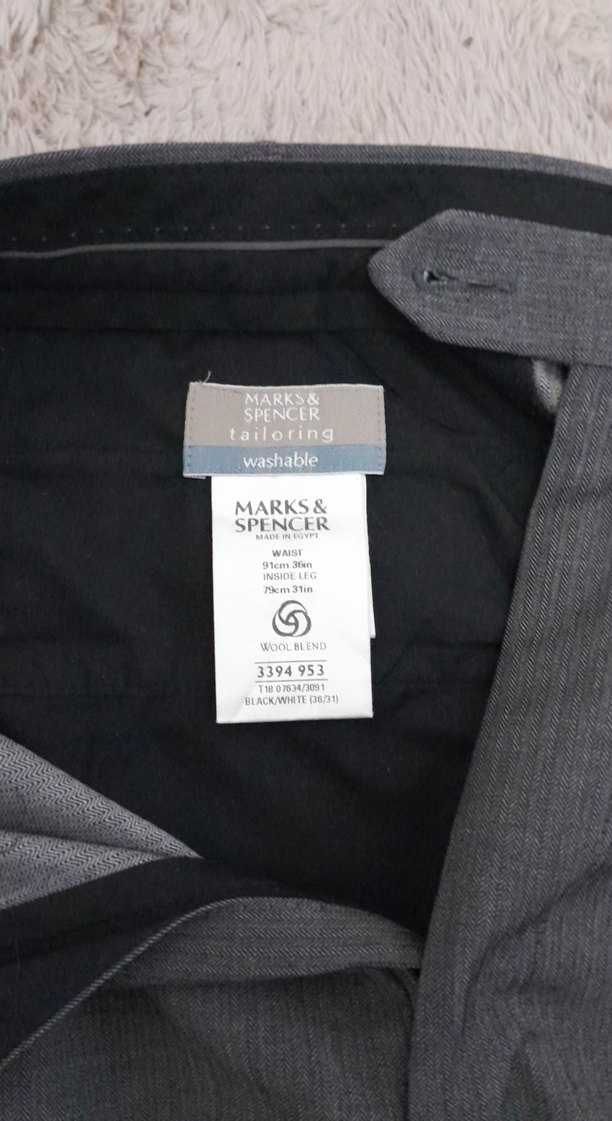 MARKS &
SPENCER
tailoring
washable
MARKS &
SPENCER
MADE IN EGYPT
WAIST
91cm 36in
INSIDE LEG
79cm 31in
WOOL BLEND
3394 953
T18 07634/3091
BLACK/WHITE (36/31)